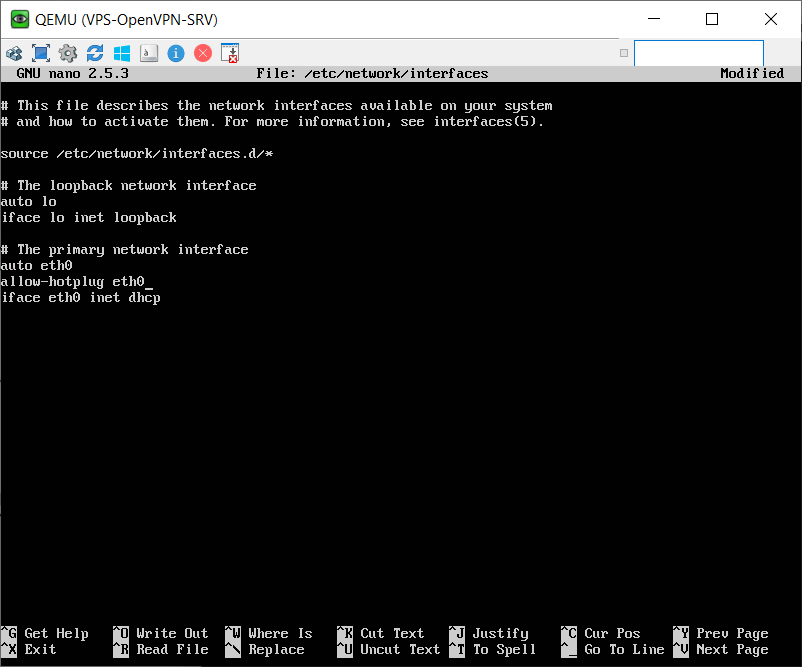 QEMU (VPS-OpenVPN-SRV)
GNU nano 2.5.3 File: /etc/network/interfaces Modified
# This file describes the network interfaces available on your system
# and how to activate them. For more information, see interfaces(5).
source /etc/network/interfaces.d/*
# The loopback network interface
auto lo
iface lo inet loopback
# The primary network interface
auto eth0
allow-hotplug eth0_
iface eth0 inet dhcp
^G Get Help ^O Write Out ^W Where Is ^K Cut Text ^J Justify ^C Cur Pos ^Y Prev Page
^X Exit ^R Read File ^\ Replace ^U Uncut Text ^T To Spell ^_ Go To Line ^V Next Page